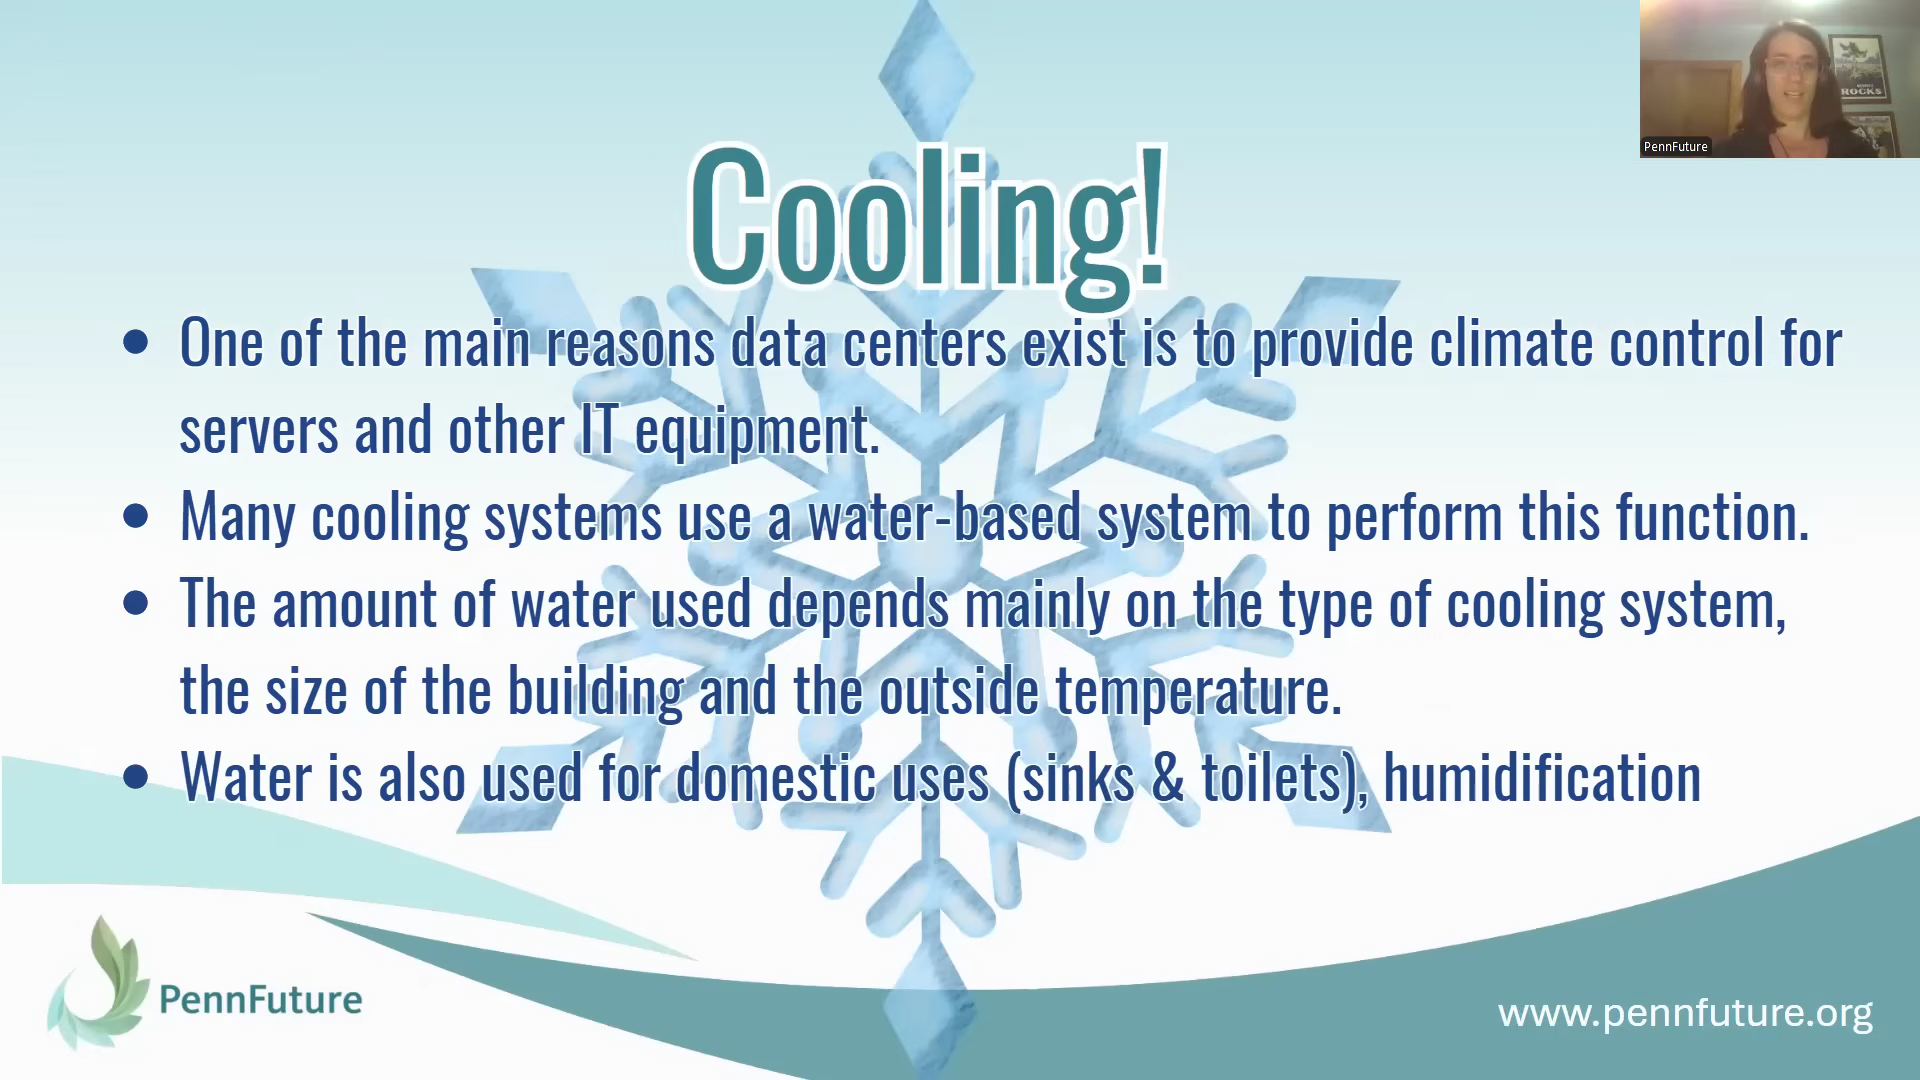 ROCKS
PennFuture
Cooling!
• One of the main reasons data centers exist is to provide climate control for
servers and other IT equipment.
• Many cooling systems use a water-based system to perform this function.
• The amount of water used depends mainly on the type of cooling system,
the size of the building and the outside temperature.
• Water is also used for domestic uses (sinks & toilets), humidification
PennFuture
www.pennfuture.org